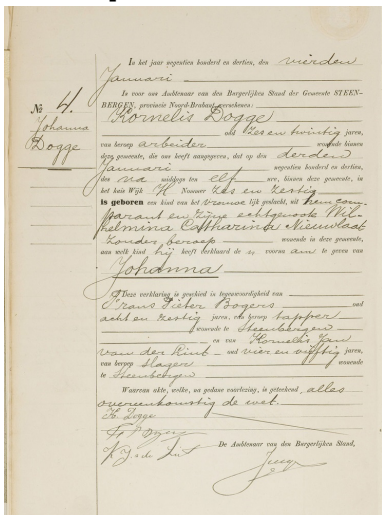 No 4.
Johanna
Dogge
In het jaar negentien honderd en dertien, den vierden
Januari
is voor ons Ambtenaar van den Burgerlijken Stand der Gemeente STEEN-
BERGEN, provincie Noord-Brabant verschenen:
Kornelis Dogge
oud zes en twintig jaren,
van beroep arbeider wonende binnen
deze gemeente, die ons heeft aangegeven, dat op den derden
Januari negentien honderd en dertien,
des na middags ten elf ure, binnen deze gemeente, in
het huis Wijk H Nommer zes en zestig
is geboren een kind van het vrouwelijk geslacht, uit hem com-
parant en zijne echtgenoote Wil-
helmina Catharina Nieuwlaat
zonder beroep wonende in deze gemeente,
aan welk kind hij heeft verklaard de voornaam te geven van
Johanna
Deze verklaring is geschied in tegenwoordigheid van
Frans Pieter Bogers oud
acht en zestig jaren, van beroep tapper
wonende te Steenbergen
en van Kornelis Jan
van der Lint oud vier en vijftig jaren,
van beroep slager wonende
te Steenbergen
Waarvan akte, welke, na gedane voorlezing, is geteekend, alles
overeenkomstig de wet.
K. Dogge
De Ambtenaar van den Burgerlijken Stand,